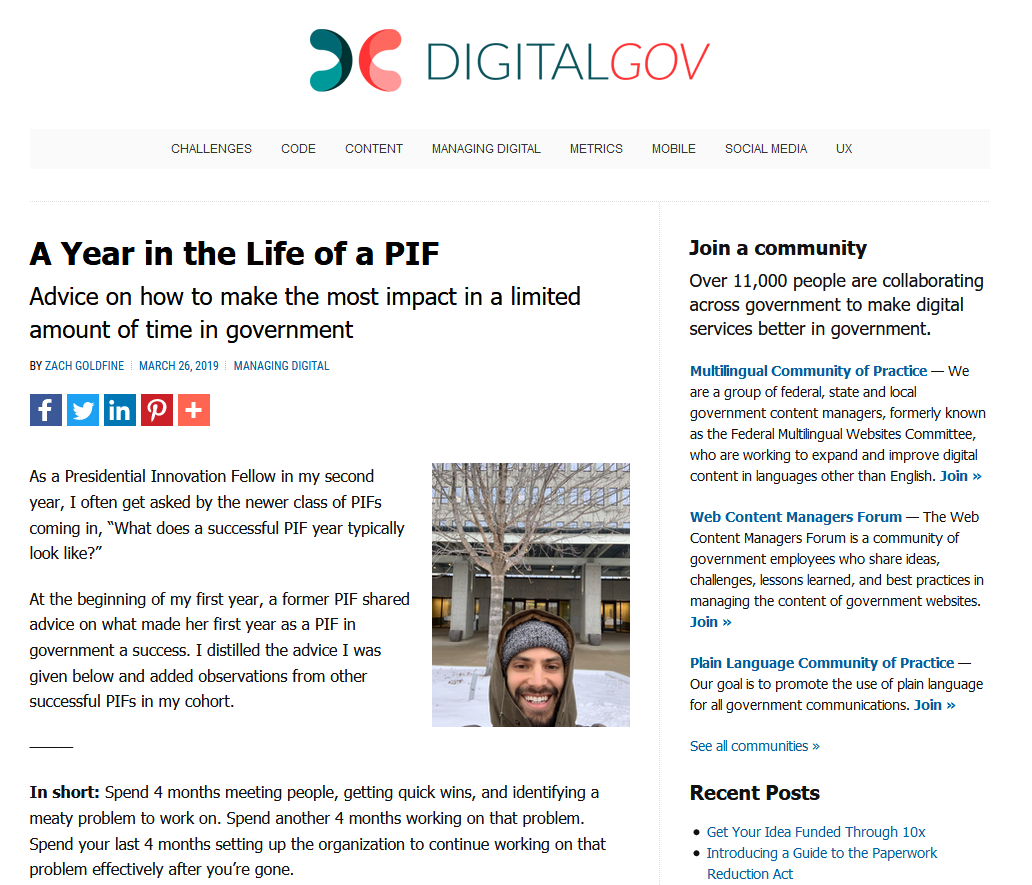 DIGITALGOV
CHALLENGES CODE CONTENT MANAGING DIGITAL METRICS MOBILE SOCIAL MEDIA UX
A Year in the Life of a PIF
Advice on how to make the most impact in a limited
amount of time in government
BY ZACH GOLDFINE MARCH 26, 2019 MANAGING DIGITAL
As a Presidential Innovation Fellow in my second
year, I often get asked by the newer class of PIFs
coming in, “What does a successful PIF year typically
look like?”
At the beginning of my first year, a former PIF shared
advice on what made her first year as a PIF in
government a success. I distilled the advice I was
given below and added observations from other
successful PIFs in my cohort.
In short: Spend 4 months meeting people, getting quick wins, and identifying a
meaty problem to work on. Spend another 4 months working on that problem.
Spend your last 4 months setting up the organization to continue working on that
problem effectively after you’re gone.
Join a community
Over 11,000 people are collaborating
across government to make digital
services better in government.
Multilingual Community of Practice — We
are a group of federal, state and local
government content managers, formerly known
as the Federal Multilingual Websites Committee,
who are working to expand and improve digital
content in languages other than English. Join »
Web Content Managers Forum — The Web
Content Managers Forum is a community of
government employees who share ideas,
challenges, lessons learned, and best practices in
managing the content of government websites.
Join »
Plain Language Community of Practice —
Our goal is to promote the use of plain language
for all government communications. Join »
See all communities »
Recent Posts
• Get Your Idea Funded Through 10x
• Introducing a Guide to the Paperwork
Reduction Act